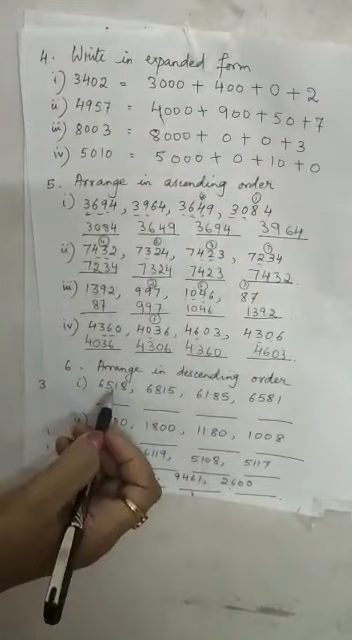 4. Write in expanded form
i) 3402 = 3000 + 400 + 0 + 2
ii) 4957 = 4000 + 900 + 50 + 7
iii) 8003 = 8000 + 0 + 0 + 3
iv) 5010 = 5000 + 0 + 10 + 0
5. Arrange in ascending order
i) 3694, 3964, 3649, 3084
3084 3649 3694 3964
ii) 7432, 7324, 7423, 7234
7234 7324 7423 7432
iii) 1392, 997, 1046, 87
87 997 1046 1392
iv) 4360, 4036, 4603, 4306
4036 4306 4360 4603
6. Arrange in descending order
3 i) 6518, 6815, 6185, 6581
1800, 1180, 1008
6119, 5108, 5117
9461, 2600